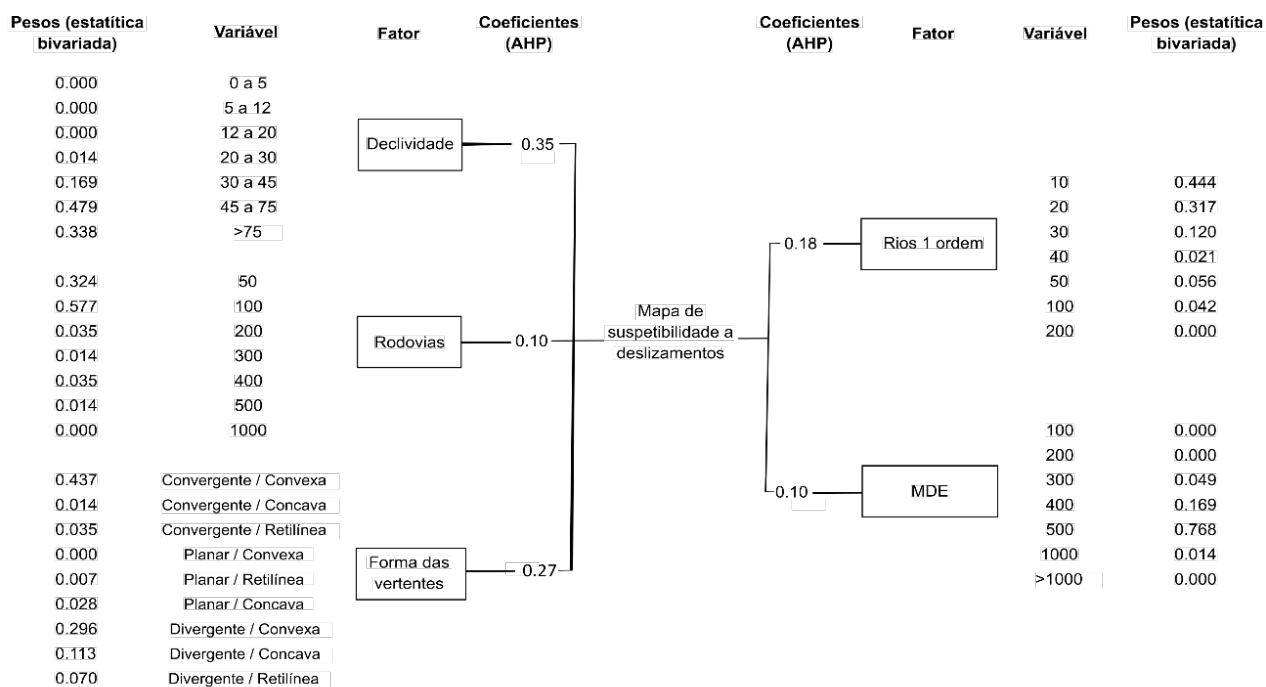 Pesos (estatítica bivariada) Variável Fator Coeficientes (AHP) Coeficientes (AHP) Fator Variável Pesos (estatítica bivariada)
0.000 0 a 5
0.000 5 a 12
0.000 12 a 20
Declividade 0.35
0.014 20 a 30
0.169 30 a 45
0.479 45 a 75
0.338 >75
0.324 50
0.577 100
0.035 200
Rodovias 0.10
0.014 300
0.035 400
0.014 500
0.000 1000
0.437 Convergente / Convexa
0.014 Convergente / Concava
0.035 Convergente / Retilínea
0.000 Planar / Convexa
Forma das
vertentes
0.27
0.007 Planar / Retilínea
0.028 Planar / Concava
0.296 Divergente / Convexa
0.113 Divergente / Concava
0.070 Divergente / Retilínea
Mapa de
suspetibilidade a
deslizamentos
10 0.444
20 0.317
30 0.120
0.18 Rios 1 ordem
40 0.021
50 0.056
100 0.042
200 0.000
100 0.000
200 0.000
300 0.049
0.10 MDE
400 0.169
500 0.768
1000 0.014
>1000 0.000